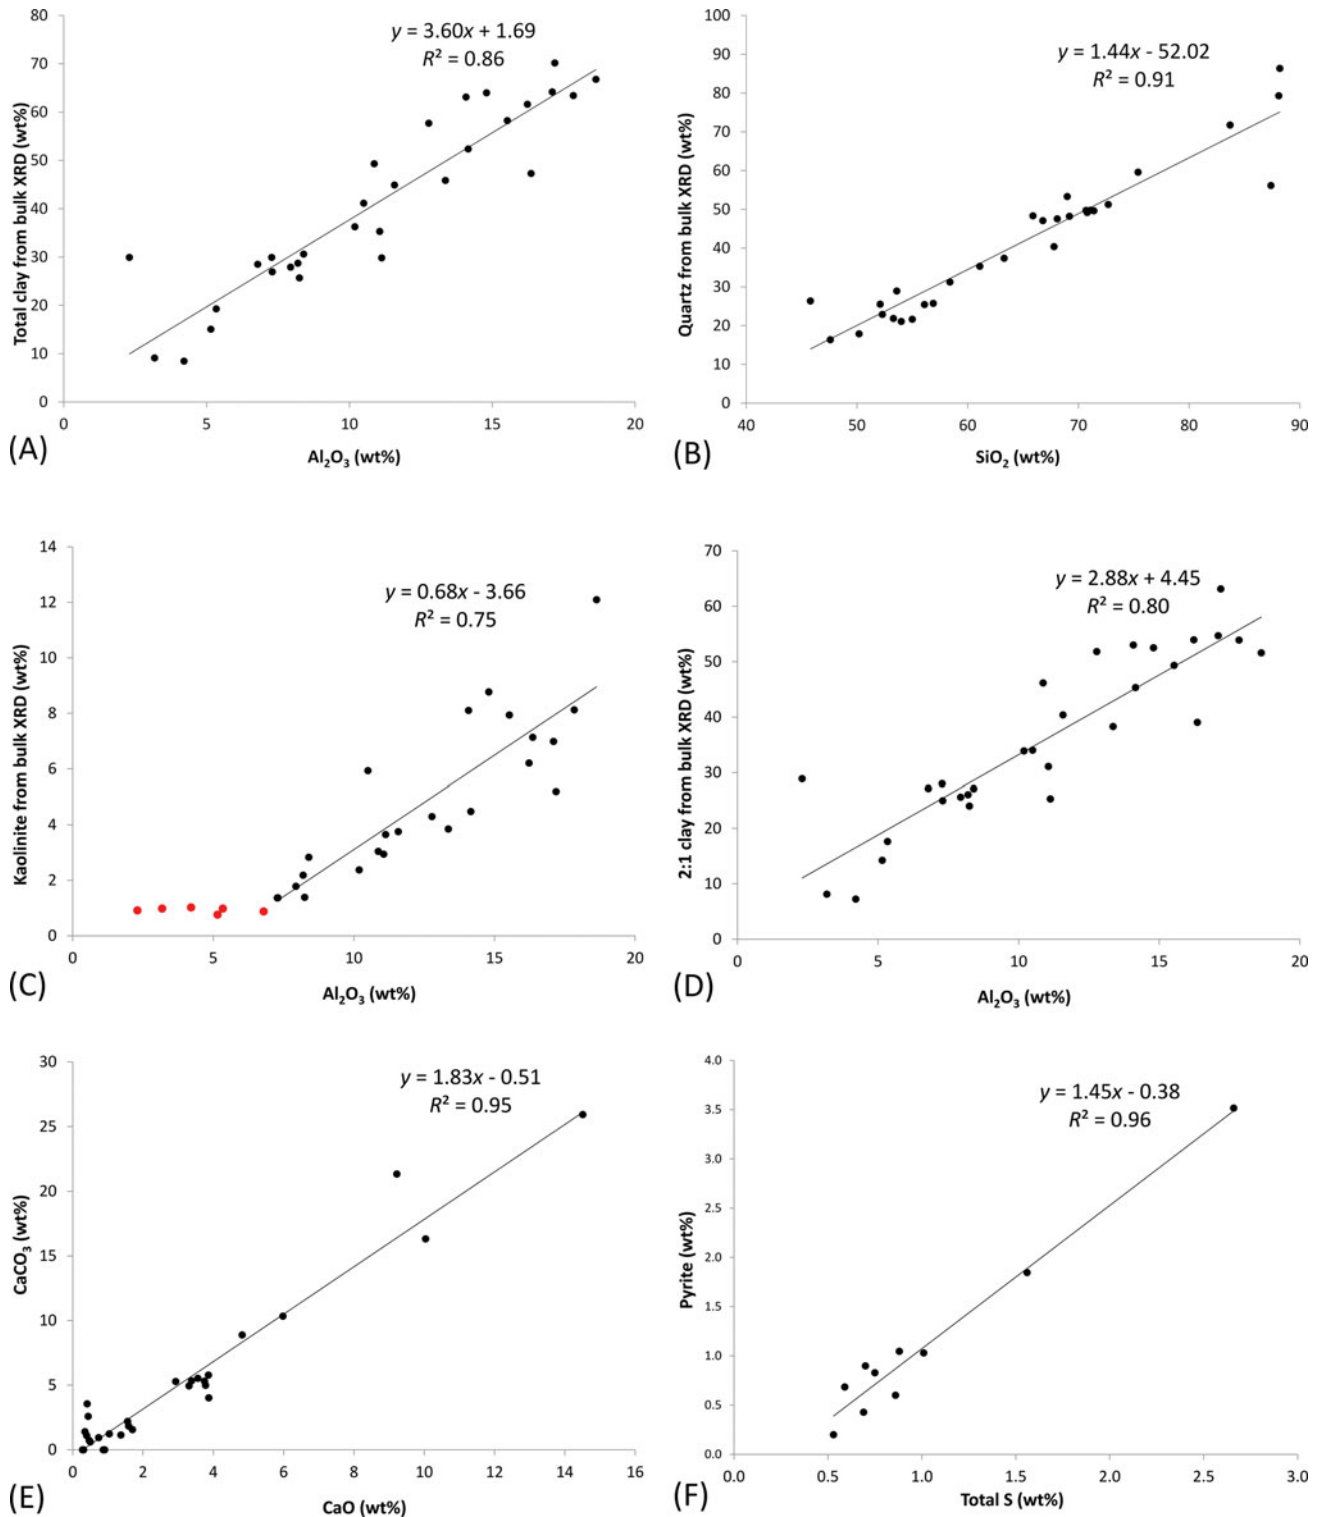 y = 3.60x + 1.69
R² = 0.86
Total clay from bulk XRD (wt%)
80
70
60
50
40
30
20
10
0
0 5 10 15 20
Al₂O₃ (wt%)
(A)
y = 1.44x - 52.02
R² = 0.91
Quartz from bulk XRD (wt%)
100
90
80
70
60
50
40
30
20
10
0
40 50 60 70 80 90
SiO₂ (wt%)
(B)
y = 0.68x - 3.66
R² = 0.75
Kaolinite from bulk XRD (wt%)
14
12
10
8
6
4
2
0
0 5 10 15 20
Al₂O₃ (wt%)
(C)
y = 2.88x + 4.45
R² = 0.80
2:1 clay from bulk XRD (wt%)
70
60
50
40
30
20
10
0
0 5 10 15 20
Al₂O₃ (wt%)
(D)
y = 1.83x - 0.51
R² = 0.95
CaCO₃ (wt%)
30
25
20
15
10
5
0
0 2 4 6 8 10 12 14 16
CaO (wt%)
(E)
y = 1.45x - 0.38
R² = 0.96
Pyrite (wt%)
4.0
3.5
3.0
2.5
2.0
1.5
1.0
0.5
0.0
0.0 0.5 1.0 1.5 2.0 2.5 3.0
Total S (wt%)
(F)